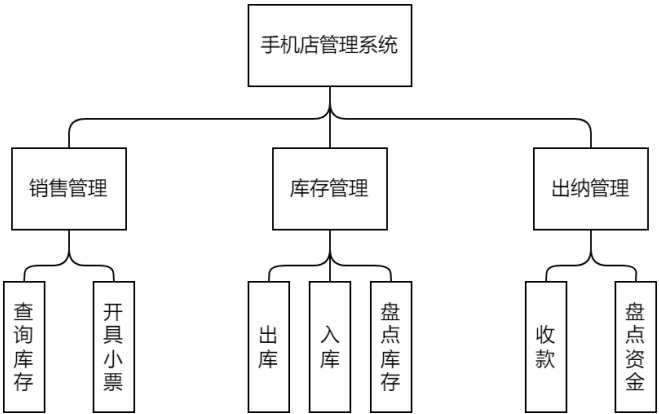 手机店管理系统
销售管理
库存管理
出纳管理
查询库存
开具小票
出库
入库
盘点库存
收款
盘点资金